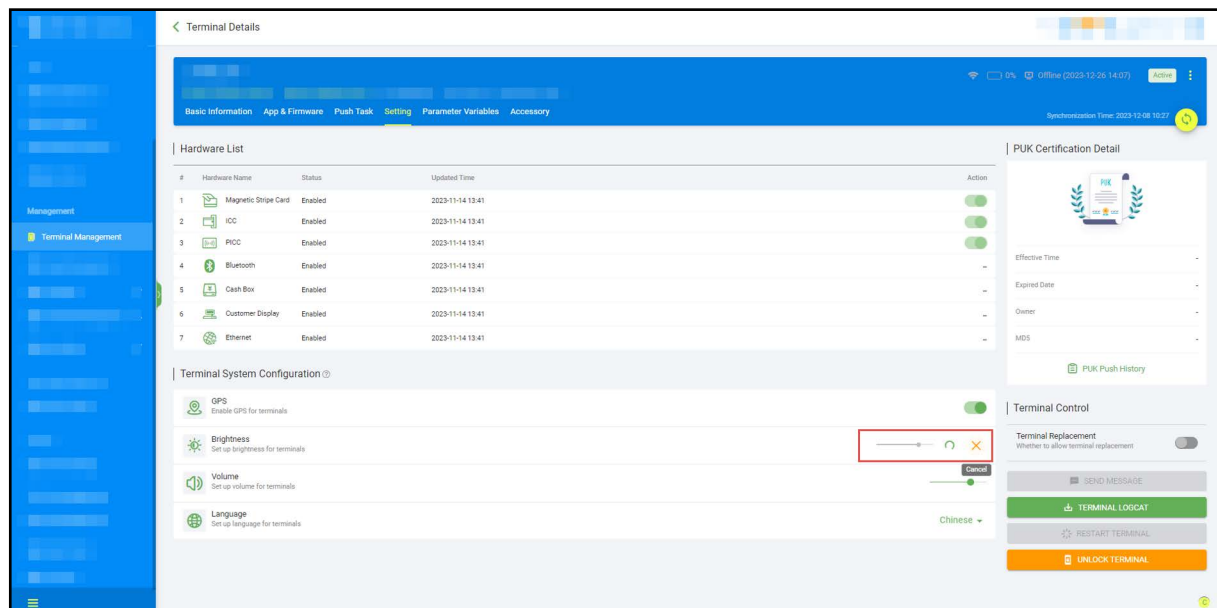 Terminal Details
0% Offline (2023-12-26 14:07) Active
Basic Information App & Firmware Push Task Setting Parameter Variables Accessory
Synchronization Time: 2023-12-08 10:27
Management
Terminal Management
Hardware List
# Hardware Name Status Updated Time Action
1 Magnetic Stripe Card Enabled 2023-11-14 13:41
2 ICC Enabled 2023-11-14 13:41
3 PICC Enabled 2023-11-14 13:41
4 Bluetooth Enabled 2023-11-14 13:41 –
5 Cash Box Enabled 2023-11-14 13:41 –
6 Customer Display Enabled 2023-11-14 13:41 –
7 Ethernet Enabled 2023-11-14 13:41 –
Terminal System Configuration
GPS
Enable GPS for terminals
Brightness
Set up brightness for terminals
Cancel
Volume
Set up volume for terminals
Language
Set up language for terminals
Chinese
PUK Certification Detail
PUK
Effective Time -
Expired Date -
Owner -
MD5 -
PUK Push History
Terminal Control
Terminal Replacement
Whether to allow terminal replacement
SEND MESSAGE
TERMINAL LOGCAT
RESTART TERMINAL
UNLOCK TERMINAL